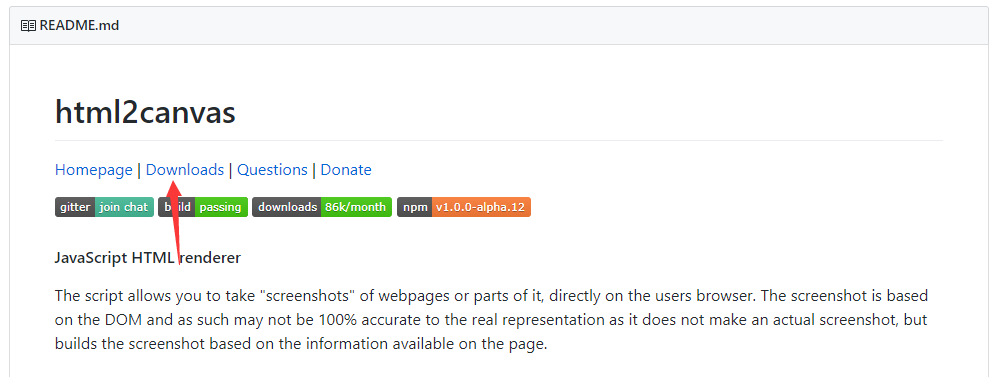 README.md
html2canvas
Homepage | Downloads | Questions | Donate
gitter join chat build passing downloads 86k/month npm v1.0.0-alpha.12
JavaScript HTML renderer
The script allows you to take "screenshots" of webpages or parts of it, directly on the users browser. The screenshot is based
on the DOM and as such may not be 100% accurate to the real representation as it does not make an actual screenshot, but
builds the screenshot based on the information available on the page.